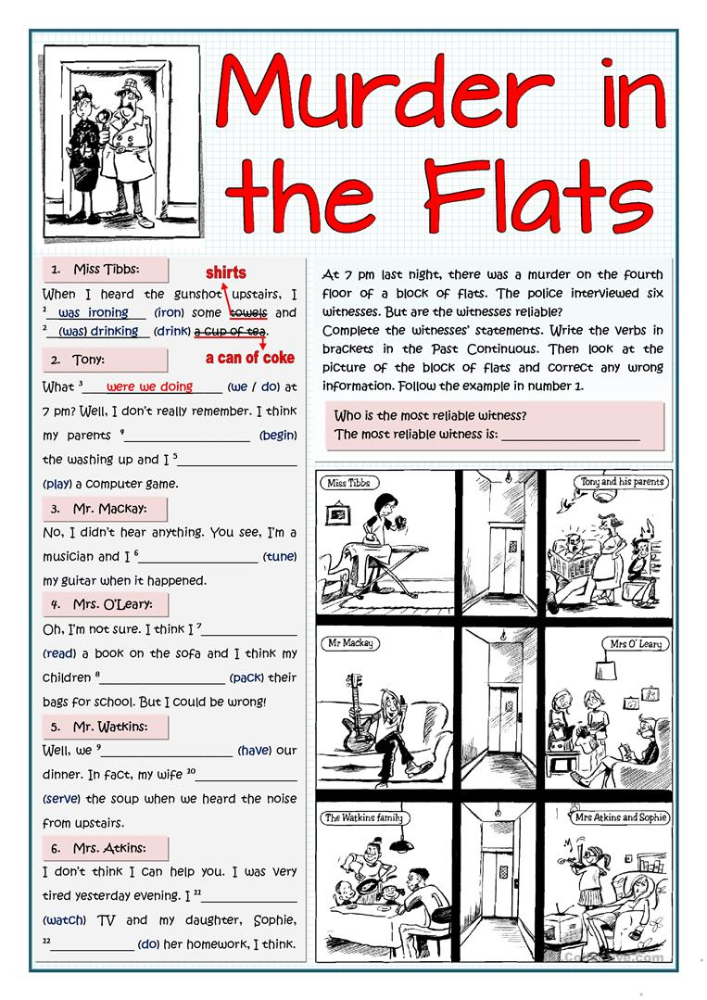 Murder in
the Flats
1. Miss Tibbs:
shirts
When I heard the gunshot upstairs, I
1 was ironing (iron) some towels and
2 (was) drinking (drink) a cup of tea.
a can of coke
2. Tony:
What 3 were we doing (we / do) at
7 pm? Well, I don't really remember. I think
my parents 4____________________ (begin)
the washing up and I 5____________________
(play) a computer game.
3. Mr. Mackay:
No, I didn't hear anything. You see, I'm a
musician and I 6____________________ (tune)
my guitar when it happened.
4. Mrs. O'Leary:
Oh, I'm not sure. I think I 7________________
(read) a book on the sofa and I think my
children 8____________________ (pack) their
bags for school. But I could be wrong!
5. Mr. Watkins:
Well, we 9____________________ (have) our
dinner. In fact, my wife 10________________
(serve) the soup when we heard the noise
from upstairs.
6. Mrs. Atkins:
I don't think I can help you. I was very
tired yesterday evening. I 11________________
(watch) TV and my daughter, Sophie,
12______________ (do) her homework, I think.
At 7 pm last night, there was a murder on the fourth
floor of a block of flats. The police interviewed six
witnesses. But are the witnesses reliable?
Complete the witnesses' statements. Write the verbs in
brackets in the Past Continuous. Then look at the
picture of the block of flats and correct any wrong
information. Follow the example in number 1.
Who is the most reliable witness?
The most reliable witness is: ______________________
Miss Tibbs
Tony and his parents
Mr Mackay
Mrs O' Leary
The Watkins family
Mrs Atkins and Sophie